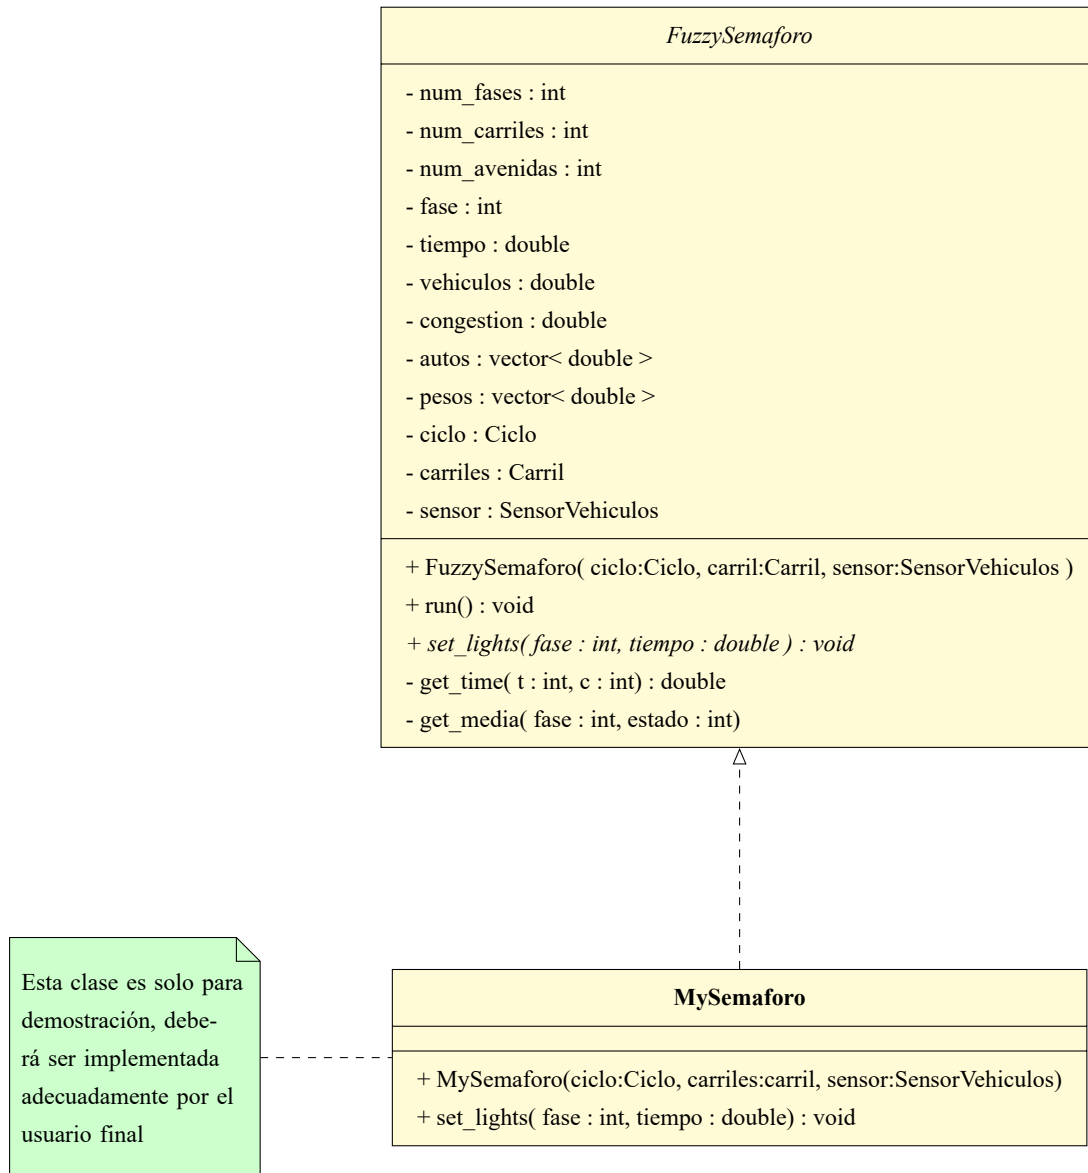 FuzzySemaforo
- num_fases : int
- num_carriles : int
- num_avenidas : int
- fase : int
- tiempo : double
- vehiculos : double
- congestion : double
- autos : vector< double >
- pesos : vector< double >
- ciclo : Ciclo
- carriles : Carril
- sensor : SensorVehiculos
+ FuzzySemaforo( ciclo:Ciclo, carril:Carril, sensor:SensorVehiculos )
+ run() : void
+ set_lights( fase : int, tiempo : double ) : void
- get_time( t : int, c : int) : double
- get_media( fase : int, estado : int)
Esta clase es solo para
demostración, debe-
rá ser implementada
adecuadamente por el
usuario final
MySemaforo
+ MySemaforo(ciclo:Ciclo, carriles:carril, sensor:SensorVehiculos)
+ set_lights( fase : int, tiempo : double) : void